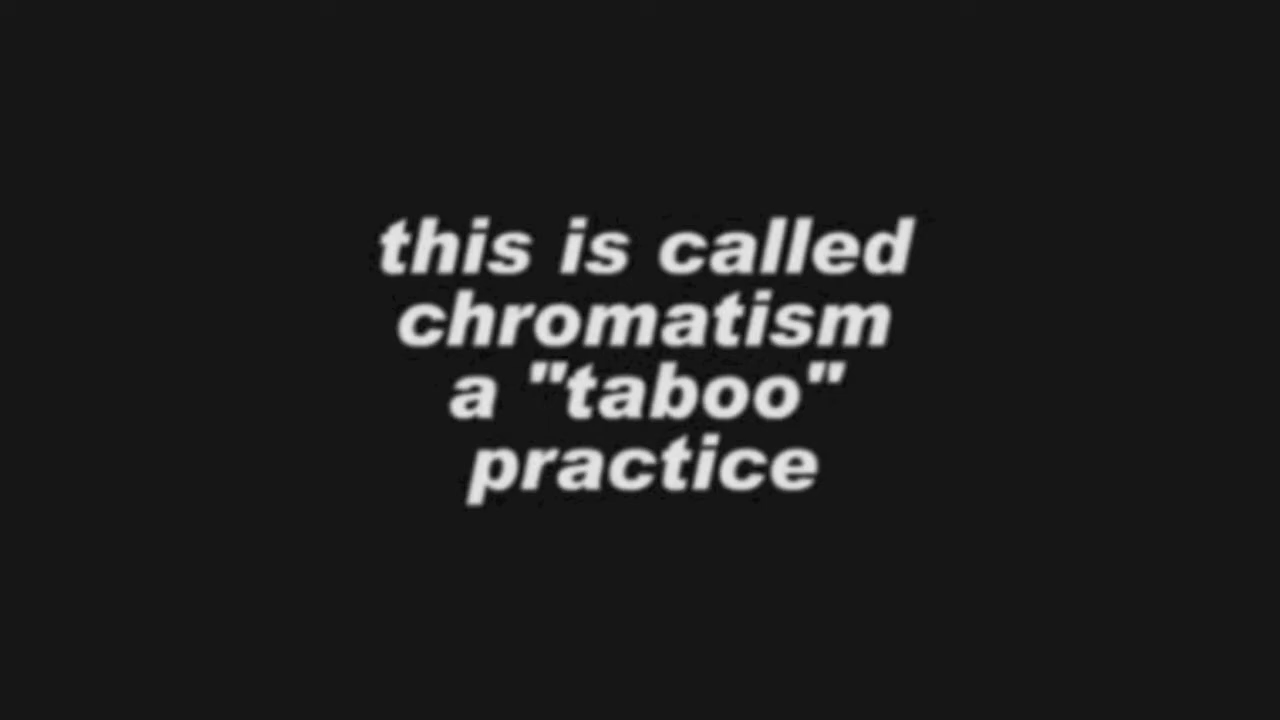 this is called
chromatism
a "taboo"
practice